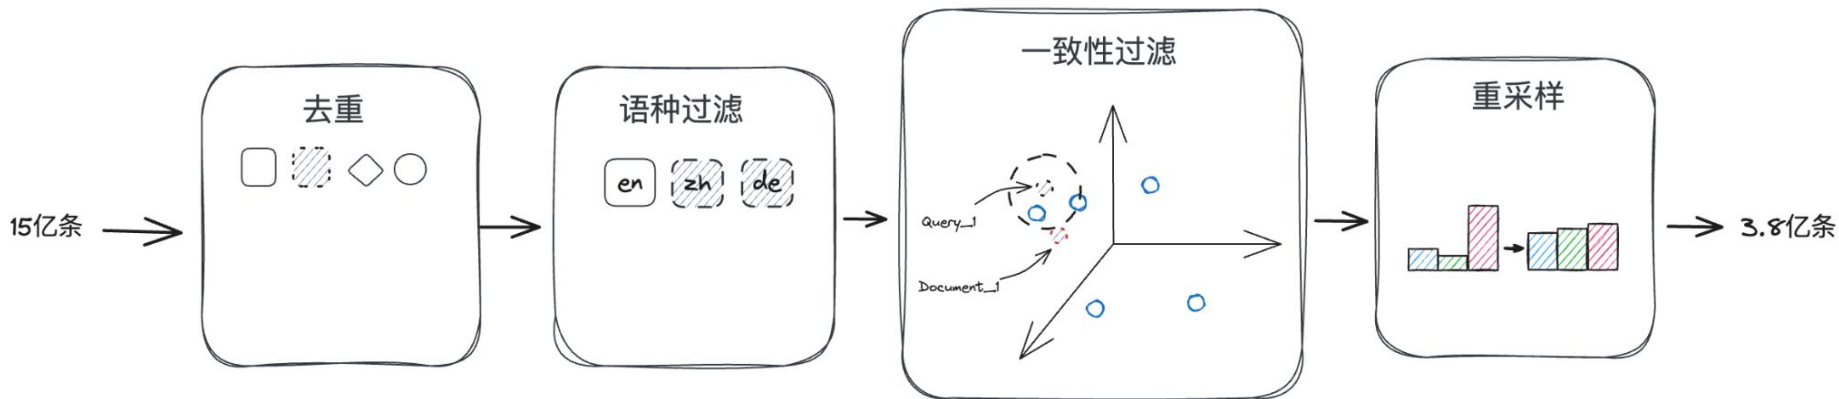 15亿条
去重
语种过滤
en
zh
de
一致性过滤
Query_1
Document_1
重采样
3.8亿条